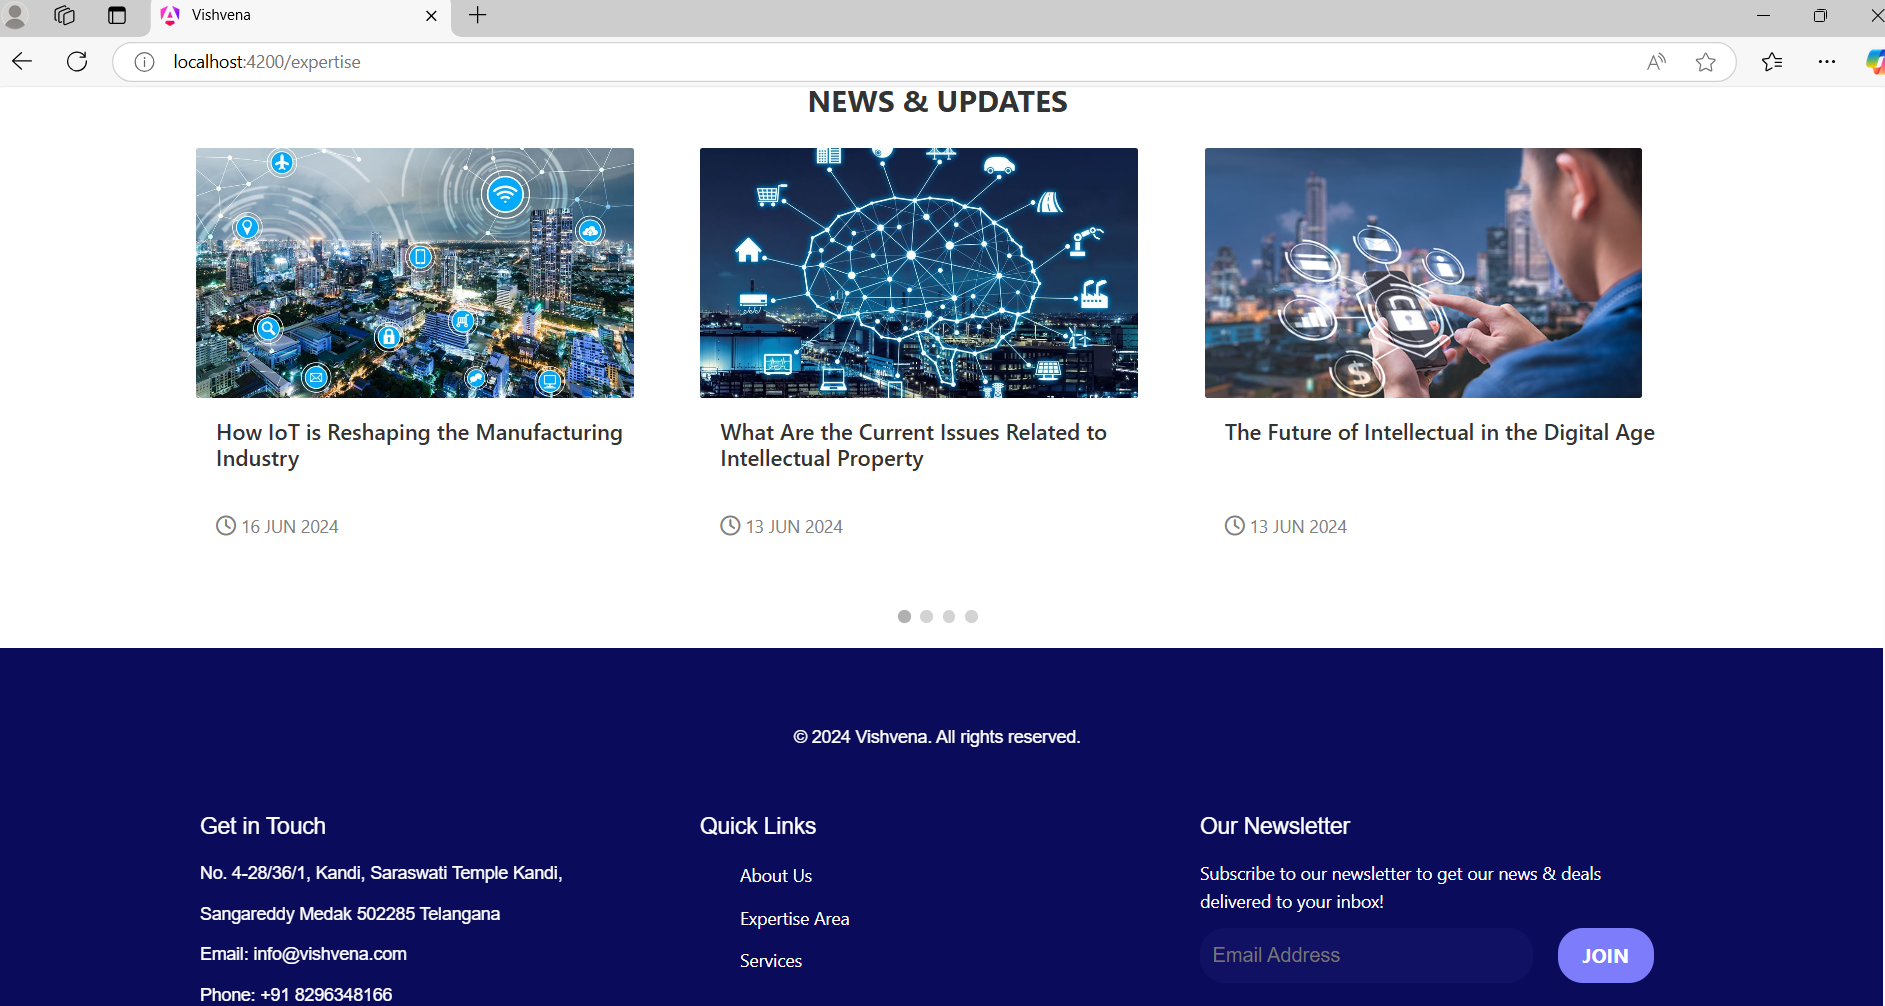 Vishvena
localhost:4200/expertise
NEWS & UPDATES
How IoT is Reshaping the Manufacturing
Industry
16 JUN 2024
What Are the Current Issues Related to
Intellectual Property
13 JUN 2024
The Future of Intellectual in the Digital Age
13 JUN 2024
© 2024 Vishvena. All rights reserved.
Get in Touch
No. 4-28/36/1, Kandi, Saraswati Temple Kandi,
Sangareddy Medak 502285 Telangana
Email: info@vishvena.com
Phone: +91 8296348166
Quick Links
About Us
Expertise Area
Services
Our Newsletter
Subscribe to our newsletter to get our news & deals
delivered to your inbox!
Email Address
JOIN